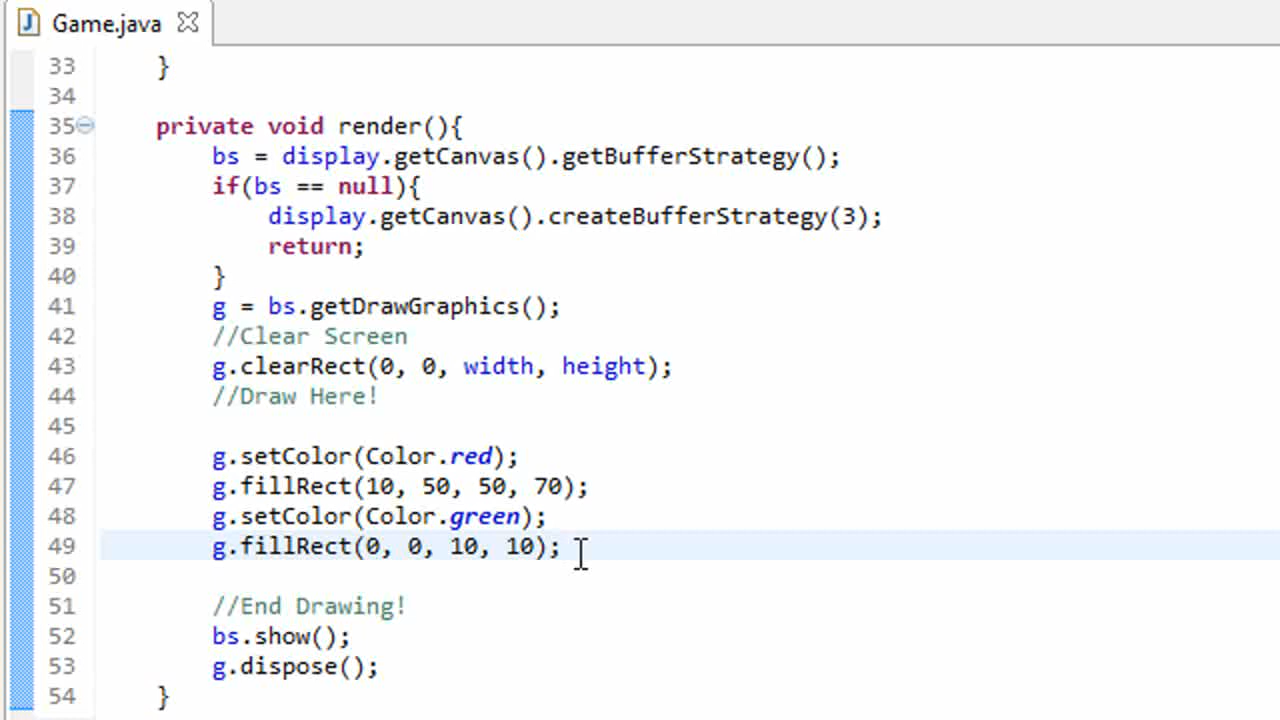 Game.java
33 }
34
35 private void render(){
36 bs = display.getCanvas().getBufferStrategy();
37 if(bs == null){
38 display.getCanvas().createBufferStrategy(3);
39 return;
40 }
41 g = bs.getDrawGraphics();
42 //Clear Screen
43 g.clearRect(0, 0, width, height);
44 //Draw Here!
45
46 g.setColor(Color.red);
47 g.fillRect(10, 50, 50, 70);
48 g.setColor(Color.green);
49 g.fillRect(0, 0, 10, 10);
50
51 //End Drawing!
52 bs.show();
53 g.dispose();
54 }